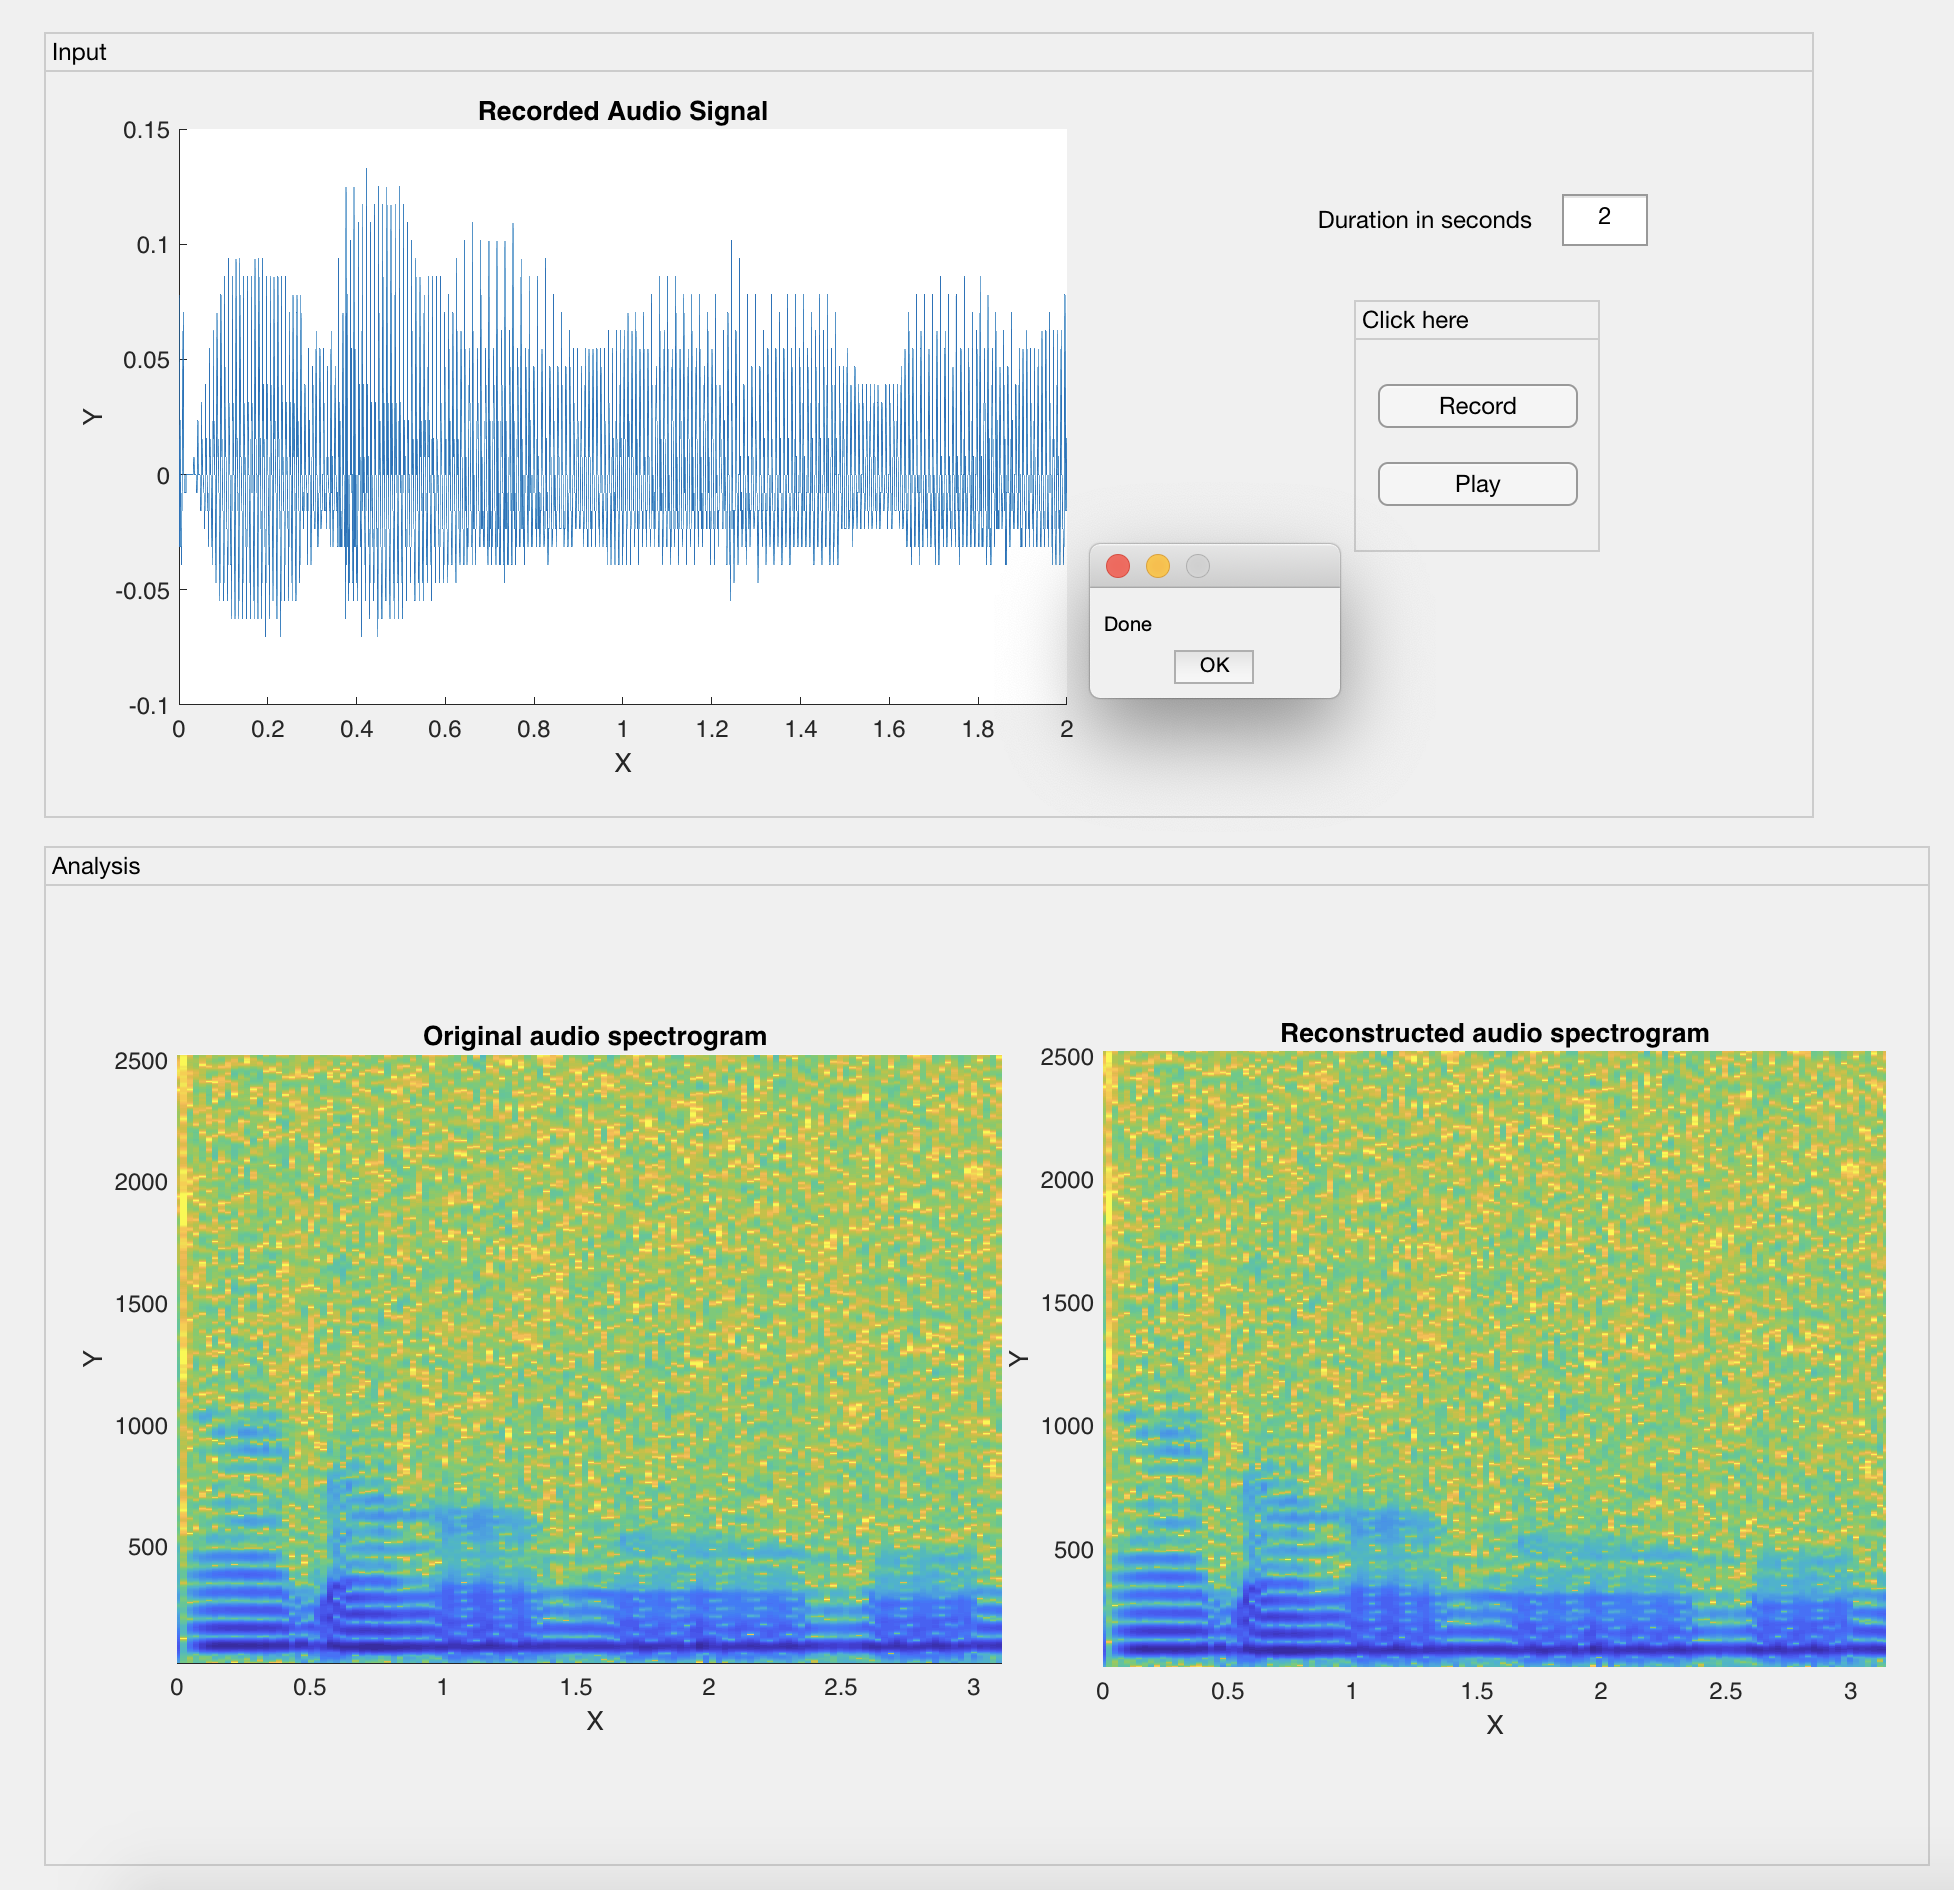 Input
Recorded Audio Signal
0.15
0.1
0.05
0
-0.05
-0.1
Y
0 0.2 0.4 0.6 0.8 1 1.2 1.4 1.6 1.8 2
X
Duration in seconds 2
Click here
Record
Play
Done
OK
Analysis
Original audio spectrogram
2500
2000
1500
1000
500
Y
0 0.5 1 1.5 2 2.5 3
X
Reconstructed audio spectrogram
2500
2000
1500
1000
500
Y
0 0.5 1 1.5 2 2.5 3
X